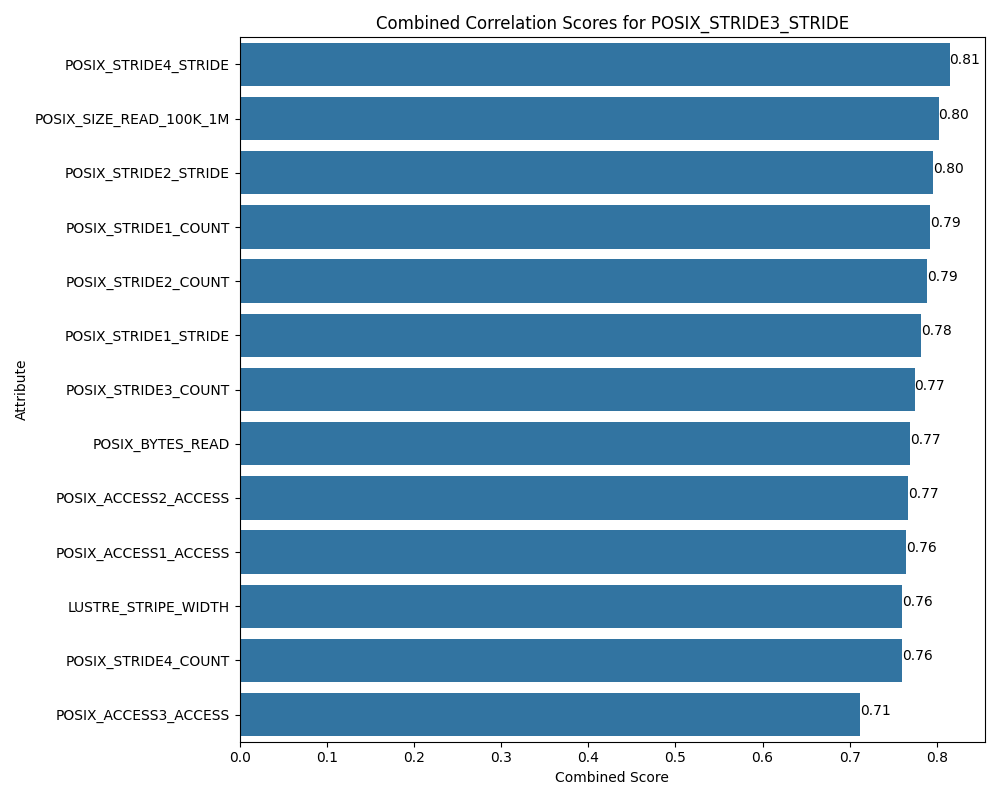 Combined Correlation Scores for POSIX_STRIDE3_STRIDE
POSIX_STRIDE4_STRIDE 0.81
POSIX_SIZE_READ_100K_1M 0.80
POSIX_STRIDE2_STRIDE 0.80
POSIX_STRIDE1_COUNT 0.79
POSIX_STRIDE2_COUNT 0.79
POSIX_STRIDE1_STRIDE 0.78
POSIX_STRIDE3_COUNT 0.77
POSIX_BYTES_READ 0.77
POSIX_ACCESS2_ACCESS 0.77
POSIX_ACCESS1_ACCESS 0.76
LUSTRE_STRIPE_WIDTH 0.76
POSIX_STRIDE4_COUNT 0.76
POSIX_ACCESS3_ACCESS 0.71
Attribute
0.0 0.1 0.2 0.3 0.4 0.5 0.6 0.7 0.8
Combined Score